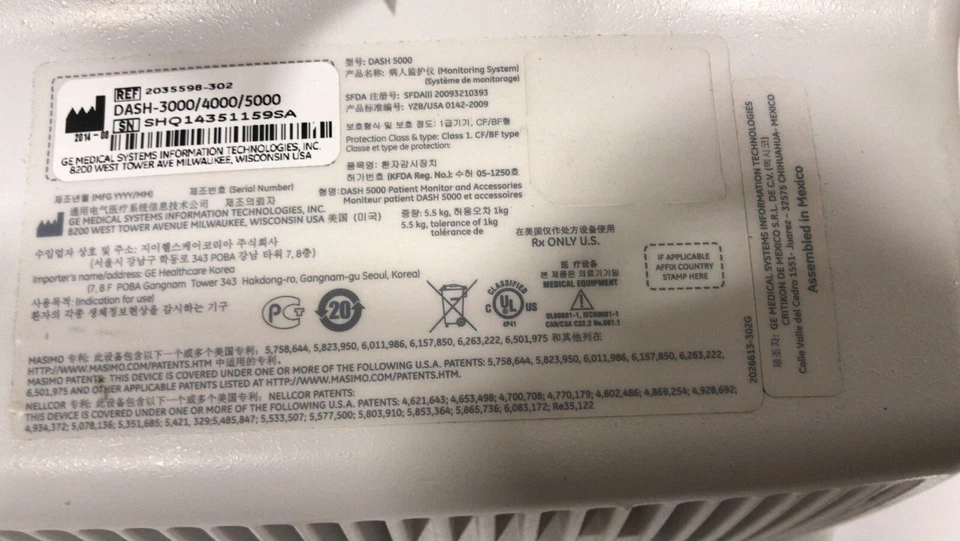 REF 2035598-302
DASH-3000/4000/5000
2014-08
SN SHQ14351159SA
GE MEDICAL SYSTEMS INFORMATION TECHNOLOGIES, INC.
8200 WEST TOWER AVE MILWAUKEE, WISCONSIN USA
제조년월 (MFG YYYY/MM) 제조번호 (Serial Number)
通用电气医疗系统信息技术公司 제조의뢰자
GE MEDICAL SYSTEMS INFORMATION TECHNOLOGIES, INC.
8200 WEST TOWER AVENUE MILWAUKEE, WISCONSIN USA 美国 (미국)
수입업자 상호 및 주소: 지이헬스케어코리아 주식회사
(서울시 강남구 학동로 343 POBA 강남 타워 7, 8층)
Importer's name/address: GE Healthcare Korea
(7, 8 F POBA Gangnam Tower 343 Hakdong-ro, Gangnam-gu Seoul, Korea)
사용목적: (Indication for use)
환자의 각종 생체정보현상을 감시하는 기구
型号: DASH 5000
产品名称: 病人监护仪 (Monitoring System)
(Système de monitorage)
SFDA 注册号: SFDA(I) 20093210393
产品标准编号: YZB/USA 0142-2009
보호형식 및 보호 정도: 1급기기, CF/BF형
Protection Class & type: Class 1. CF/BF type
Classe et type de protection:
품목명: 환자감시장치
허가번호 (KFDA Reg. No.): 수허 05-1250호
형명: DASH 5000 Patient Monitor and Accessories
Moniteur patient DASH 5000 et accessoires
중량: 5.5 kg, 허용오차 1kg
5.5 kg, tolerance of 1kg
tolérance de
在美国仅作处方设备使用
Rx ONLY U.S.
20
CLASSIFIED
C UL US
4P41
医疗设备
본 제품은 의료기기임
MEDICAL EQUIPMENT
UL60601-1, IEC60601-1
CAN/CSA C22.2 No.601.1
IF APPLICABLE
AFFIX COUNTRY
STAMP HERE
MASIMO 专利: 此设备包含以下一个或多个美国专利: 5,758,644, 5,823,950, 6,011,986, 6,157,850, 6,263,222, 6,501,975 和其他列在
HTTP://WWW.MASIMO.COM/PATENTS.HTM 中适用的专利.
MASIMO PATENTS: THIS DEVICE IS COVERED UNDER ONE OR MORE OF THE FOLLOWING U.S.A. PATENTS: 5,758,644, 5,823,950, 6,011,986, 6,157,850, 6,263,222,
6,501,975 AND OTHER APPLICABLE PATENTS LISTED AT HTTP://WWW.MASIMO.COM/PATENTS.HTM.
NELLCOR 专利: 此设备包含以下一个或多个美国专利: NELLCOR PATENTS:
THIS DEVICE IS COVERED UNDER ONE OR MORE OF THE FOLLOWING U.S.A. PATENTS: 4,621,643; 4,653,498; 4,700,708; 4,770,179; 4,802,486; 4,869,254; 4,928,692;
4,934,372; 5,078,136; 5,351,685; 5,421, 329; 5,485,847; 5,533,507; 5,577,500; 5,803,910; 5,853,364; 5,865,736; 6,083,172; Re35,122
2026613-302G
제조자: GE MEDICAL SYSTEMS INFORMATION TECHNOLOGIES
CRITIKON DE MEXICO S.R.L. DE C.V. (멕시코)
Calle Valle del Cedro 1551- Juarez - 32575 CHIHUAHUA- MEXICO
Assembled in Mexico